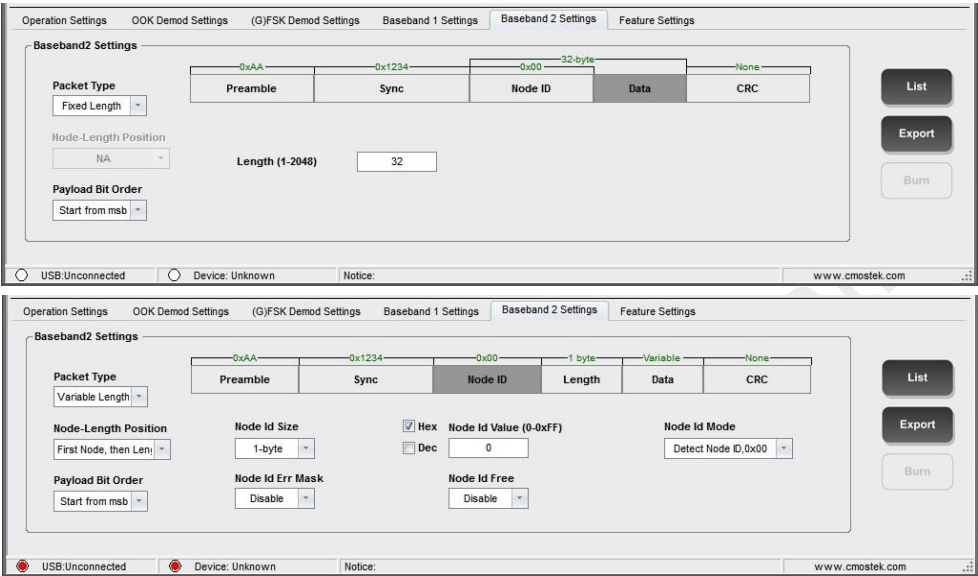 Operation Settings OOK Demod Settings (G)FSK Demod Settings Baseband 1 Settings Baseband 2 Settings Feature Settings
Baseband2 Settings
32-byte
0xAA 0x1234 0x00 None
Preamble Sync Node ID Data CRC
Packet Type
Fixed Length
List
Node-Length Position
NA
Length (1-2048) 32
Export
Payload Bit Order
Start from msb
Burn
USB:Unconnected Device: Unknown Notice: www.cmostek.com
Operation Settings OOK Demod Settings (G)FSK Demod Settings Baseband 1 Settings Baseband 2 Settings Feature Settings
Baseband2 Settings
0xAA 0x1234 0x00 1 byte Variable None
Preamble Sync Node ID Length Data CRC
Packet Type
Variable Length
List
Node-Length Position Node Id Size Hex Node Id Value (0-0xFF) Node Id Mode
First Node, then Leng 1-byte Dec 0 Detect Node ID,0x00
Export
Payload Bit Order Node Id Err Mask Node Id Free
Start from msb Disable Disable
Burn
USB:Unconnected Device: Unknown Notice: www.cmostek.com